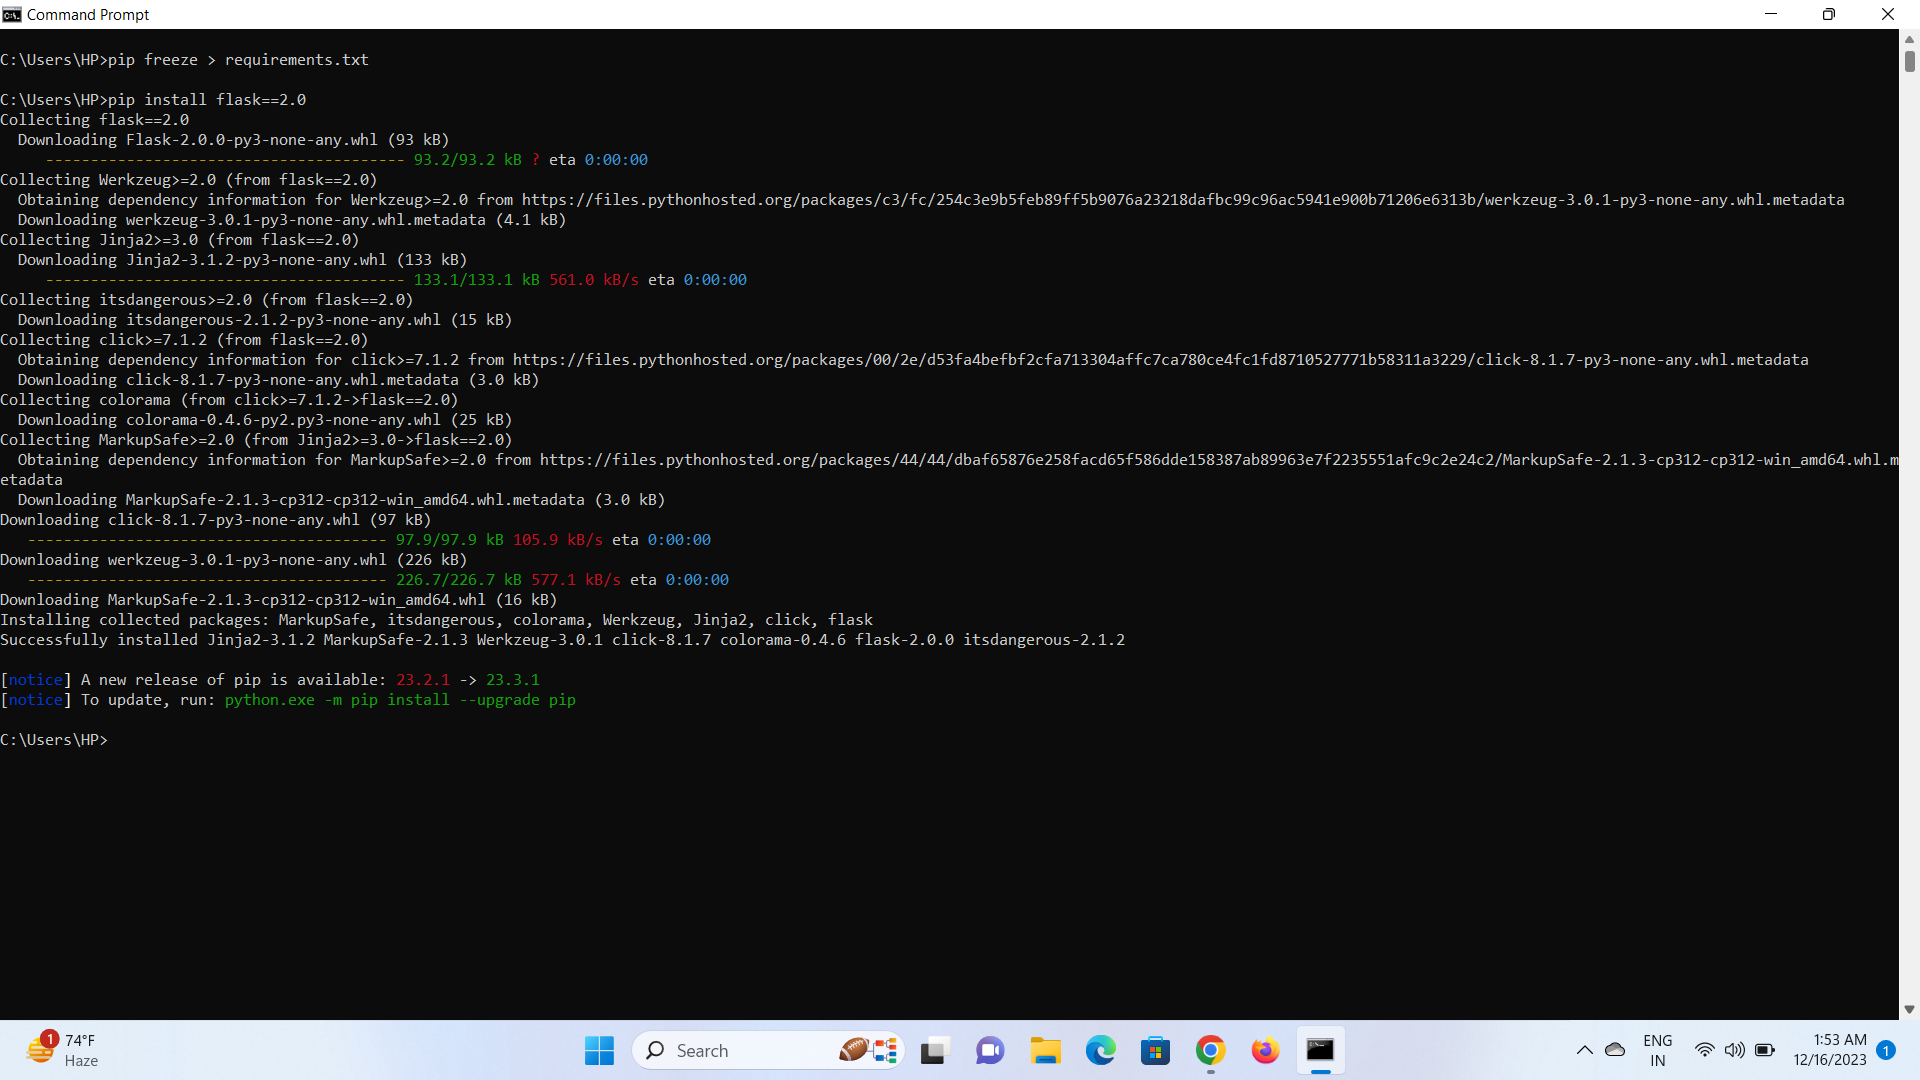 Command Prompt
C:\Users\HP>pip freeze > requirements.txt
C:\Users\HP>pip install flask==2.0
Collecting flask==2.0
  Downloading Flask-2.0.0-py3-none-any.whl (93 kB)
     ---------------------------------------- 93.2/93.2 kB ? eta 0:00:00
Collecting Werkzeug>=2.0 (from flask==2.0)
  Obtaining dependency information for Werkzeug>=2.0 from https://files.pythonhosted.org/packages/c3/fc/254c3e9b5feb89ff5b9076a23218dafbc99c96ac5941e900b71206e6313b/werkzeug-3.0.1-py3-none-any.whl.metadata
  Downloading werkzeug-3.0.1-py3-none-any.whl.metadata (4.1 kB)
Collecting Jinja2>=3.0 (from flask==2.0)
  Downloading Jinja2-3.1.2-py3-none-any.whl (133 kB)
     ---------------------------------------- 133.1/133.1 kB 561.0 kB/s eta 0:00:00
Collecting itsdangerous>=2.0 (from flask==2.0)
  Downloading itsdangerous-2.1.2-py3-none-any.whl (15 kB)
Collecting click>=7.1.2 (from flask==2.0)
  Obtaining dependency information for click>=7.1.2 from https://files.pythonhosted.org/packages/00/2e/d53fa4befbf2cfa713304affc7ca780ce4fc1fd8710527771b58311a3229/click-8.1.7-py3-none-any.whl.metadata
  Downloading click-8.1.7-py3-none-any.whl.metadata (3.0 kB)
Collecting colorama (from click>=7.1.2->flask==2.0)
  Downloading colorama-0.4.6-py2.py3-none-any.whl (25 kB)
Collecting MarkupSafe>=2.0 (from Jinja2>=3.0->flask==2.0)
  Obtaining dependency information for MarkupSafe>=2.0 from https://files.pythonhosted.org/packages/44/44/dbaf65876e258facd65f586dde158387ab89963e7f2235551afc9c2e24c2/MarkupSafe-2.1.3-cp312-cp312-win_amd64.whl.m
etadata
  Downloading MarkupSafe-2.1.3-cp312-cp312-win_amd64.whl.metadata (3.0 kB)
Downloading click-8.1.7-py3-none-any.whl (97 kB)
   ---------------------------------------- 97.9/97.9 kB 105.9 kB/s eta 0:00:00
Downloading werkzeug-3.0.1-py3-none-any.whl (226 kB)
   ---------------------------------------- 226.7/226.7 kB 577.1 kB/s eta 0:00:00
Downloading MarkupSafe-2.1.3-cp312-cp312-win_amd64.whl (16 kB)
Installing collected packages: MarkupSafe, itsdangerous, colorama, Werkzeug, Jinja2, click, flask
Successfully installed Jinja2-3.1.2 MarkupSafe-2.1.3 Werkzeug-3.0.1 click-8.1.7 colorama-0.4.6 flask-2.0.0 itsdangerous-2.1.2
[notice] A new release of pip is available: 23.2.1 -> 23.3.1
[notice] To update, run: python.exe -m pip install --upgrade pip
C:\Users\HP>
1
74°F
Haze
Search
ENG
IN
1:53 AM
12/16/2023
1